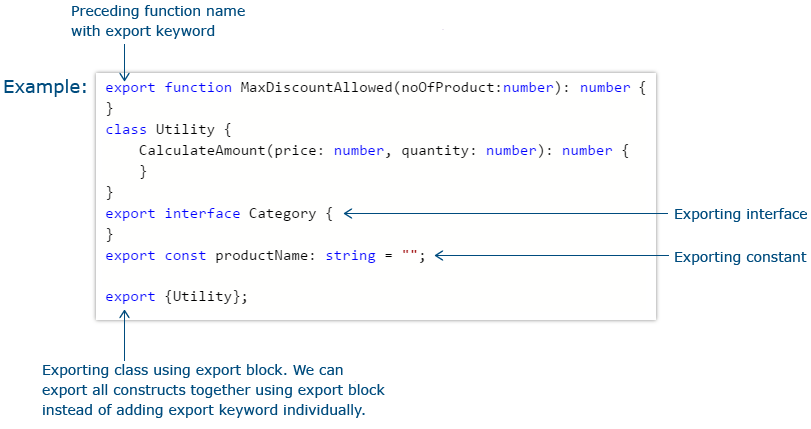 Preceding function name
with export keyword
Example:
export function MaxDiscountAllowed(noOfProduct:number): number {
}
class Utility {
CalculateAmount(price: number, quantity: number): number {
}
}
export interface Category {
Exporting interface
}
export const productName: string = "";
Exporting constant
export {Utility};
Exporting class using export block. We can
export all constructs together using export block
instead of adding export keyword individually.